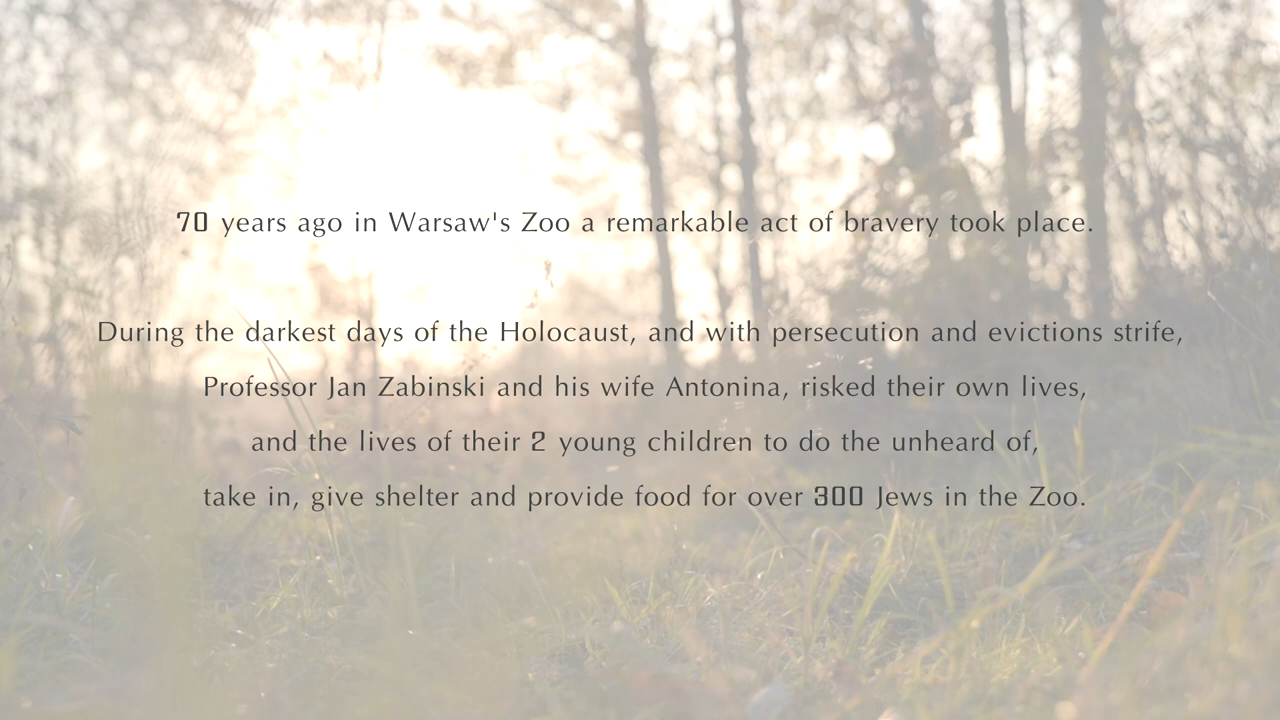 70 years ago in Warsaw's Zoo a remarkable act of bravery took place.
During the darkest days of the Holocaust, and with persecution and evictions strife,
Professor Jan Zabinski and his wife Antonina, risked their own lives,
and the lives of their 2 young children to do the unheard of,
take in, give shelter and provide food for over 300 Jews in the Zoo.